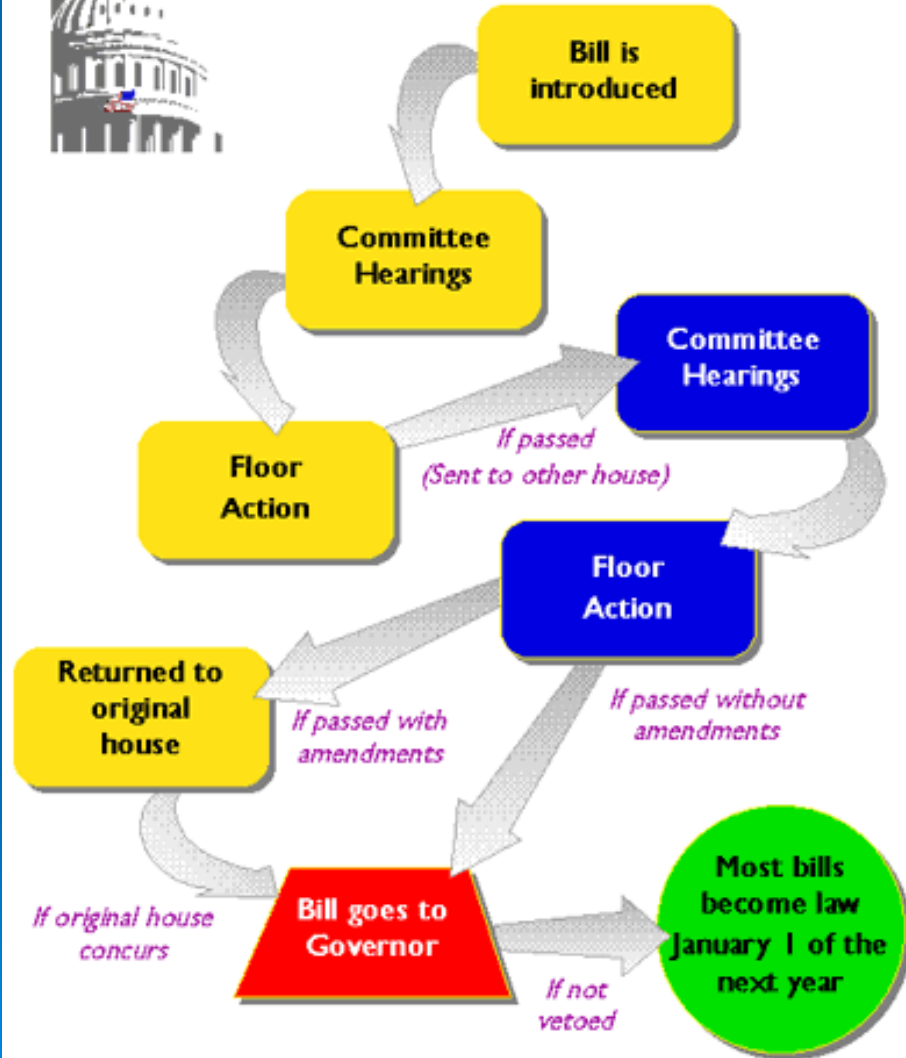 Bill is
introduced
Committee
Hearings
Committee
Hearings
If passed
(Sent to other house)
Floor
Action
Floor
Action
Returned to
original
house
If passed with
amendments
If passed without
amendments
If original house
concurs
Bill goes to
Governor
If not
vetoed
Most bills
become law
January 1 of the
next year